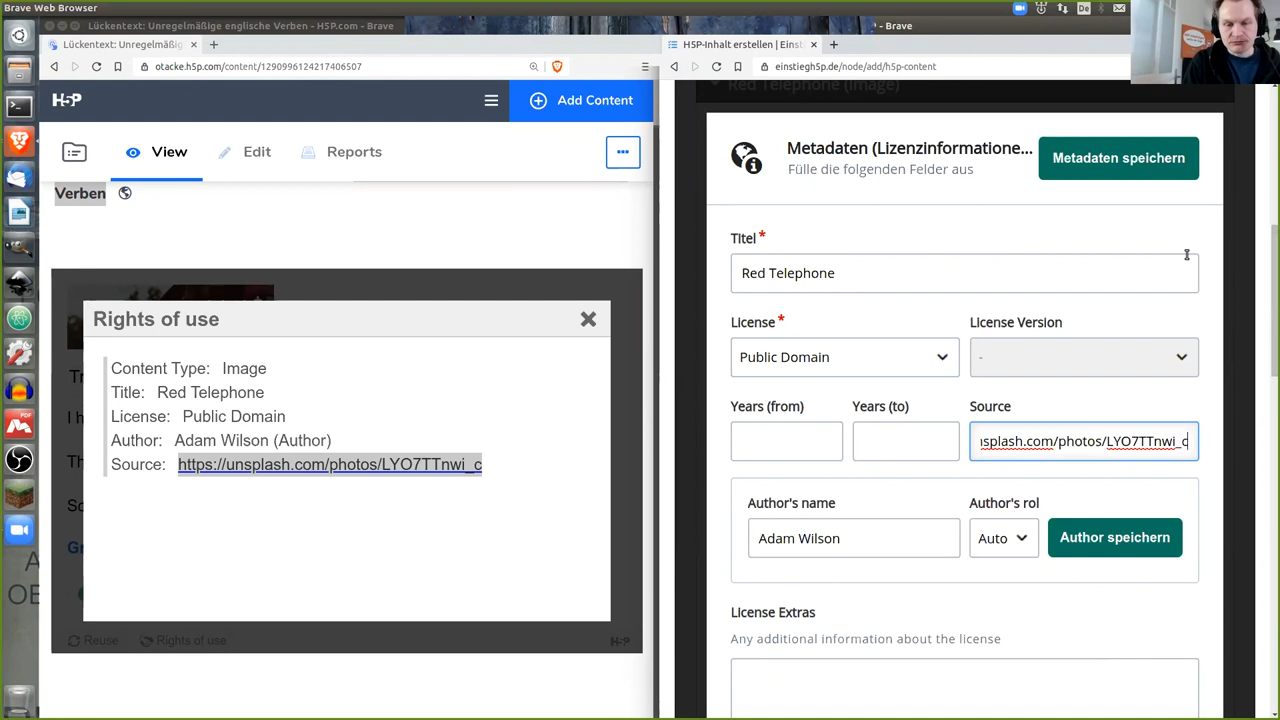 Brave Web Browser
De
Lückentext: Unregelmäßige englische Verben - H5P.com - Brave
- Brave
Lückentext: Unregelmäßige
H5P-Inhalt erstellen | Einst
otacke.h5p.com/content/1290996124217406507
einstiegh5p.de/node/add/h5p-content
H5P
Add Content
View
Edit
Reports
Verben
Rights of use
Content Type: Image
Title: Red Telephone
License: Public Domain
Author: Adam Wilson (Author)
Source: https://unsplash.com/photos/LYO7TTnwi_c
Reuse
Rights of use
H5P
Red Telephone (Image)
Metadaten (Lizenzinformatione...
Fülle die folgenden Felder aus
Metadaten speichern
Titel *
Red Telephone
License *
License Version
Public Domain
-
Years (from)
Years (to)
Source
splash.com/photos/LYO7TTnwi_c
Author's name
Author's rol
Adam Wilson
Auto
Author speichern
License Extras
Any additional information about the license